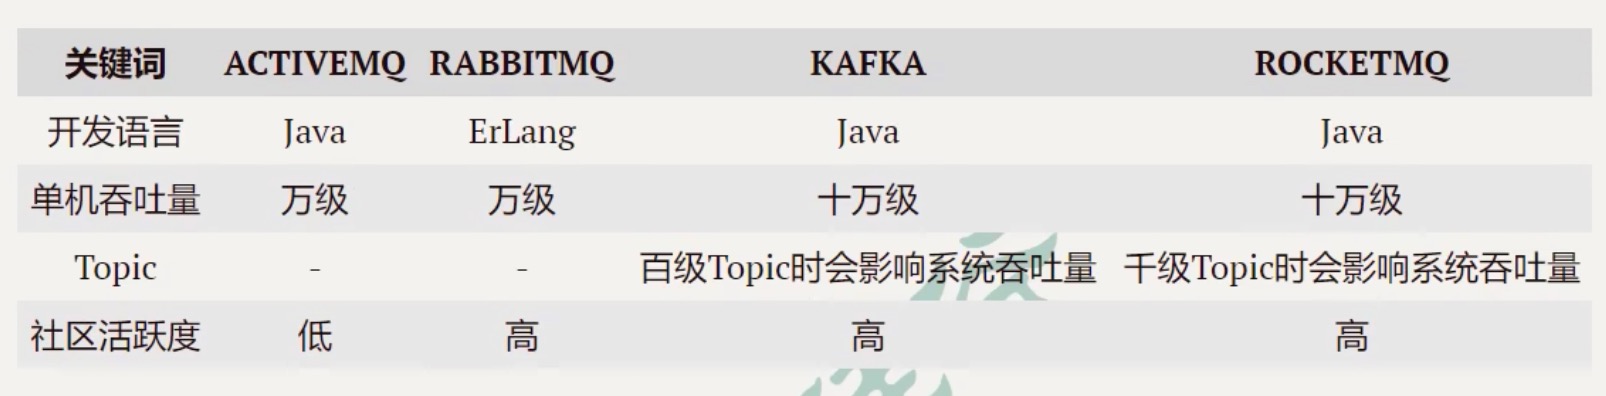 关键词 ACTIVEMQ RABBITMQ KAFKA ROCKETMQ
开发语言 Java ErLang Java Java
单机吞吐量 万级 万级 十万级 十万级
Topic - - 百级Topic时会影响系统吞吐量 千级Topic时会影响系统吞吐量
社区活跃度 低 高 高 高